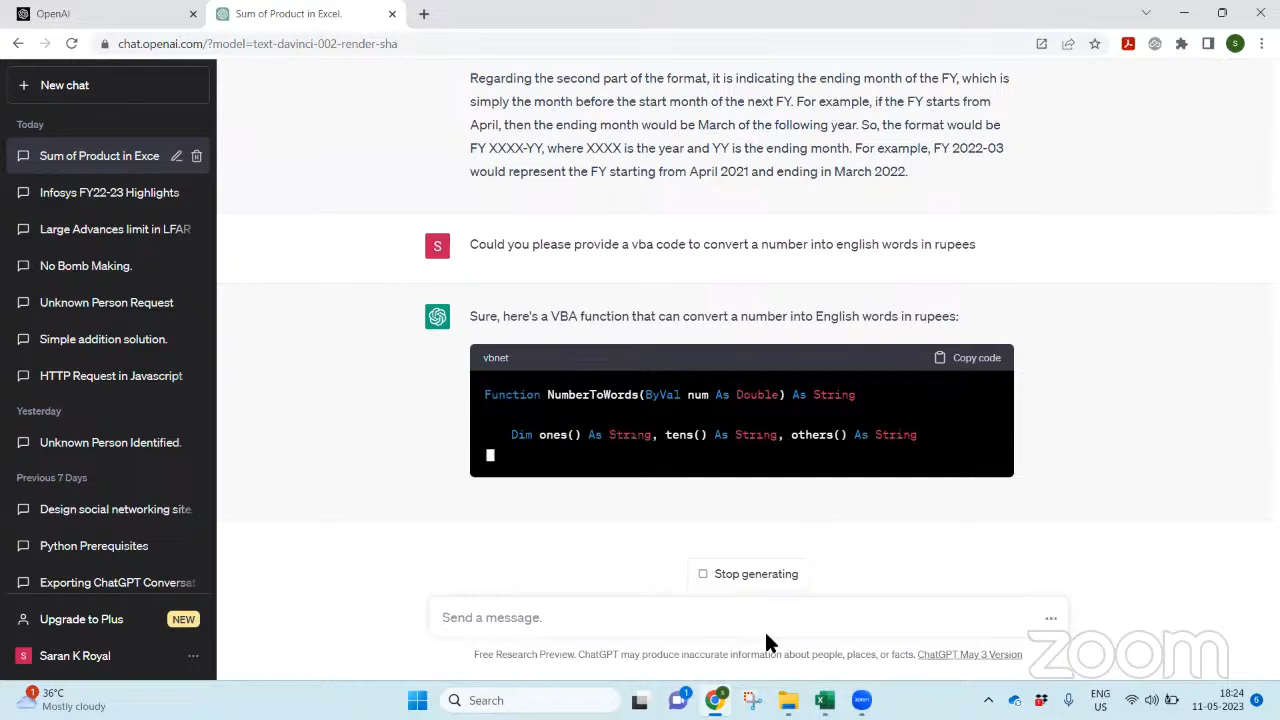 OpenAI
Sum of Product in Excel.
chat.openai.com/?model=text-davinci-002-render-sha
S
New chat
Today
Sum of Product in Exce
Infosys FY22-23 Highlights
Large Advances limit in LFAR
No Bomb Making.
Unknown Person Request
Simple addition solution.
HTTP Request in Javascript
Yesterday
Unknown Person Identified.
Previous 7 Days
Design social networking site.
Python Prerequisites
Exporting ChatGPT Conversat
Upgrade to Plus NEW
S Saran K Royal
Regarding the second part of the format, it is indicating the ending month of the FY, which is
simply the month before the start month of the next FY. For example, if the FY starts from
April, then the ending month would be March of the following year. So, the format would be
FY XXXX-YY, where XXXX is the year and YY is the ending month. For example, FY 2022-03
would represent the FY starting from April 2021 and ending in March 2022.
S Could you please provide a vba code to convert a number into english words in rupees
Sure, here's a VBA function that can convert a number into English words in rupees:
vbnet Copy code
Function NumberToWords(ByVal num As Double) As String
Dim ones() As String, tens() As String, others() As String
Stop generating
Send a message.
Free Research Preview. ChatGPT may produce inaccurate information about people, places, or facts. ChatGPT May 3 Version
zoom
1
36°C
Mostly cloudy
Search
1
S
zoom
ENG
US
18:24
11-05-2023
6